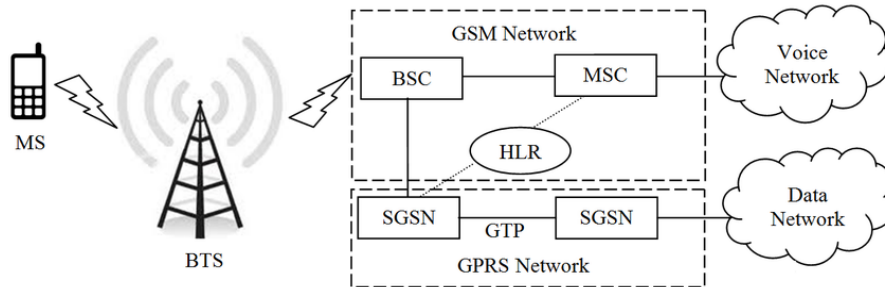 GSM Network
BSC
MSC
Voice
Network
MS
HLR
SGSN
GTP
SGSN
Data
Network
BTS
GPRS Network